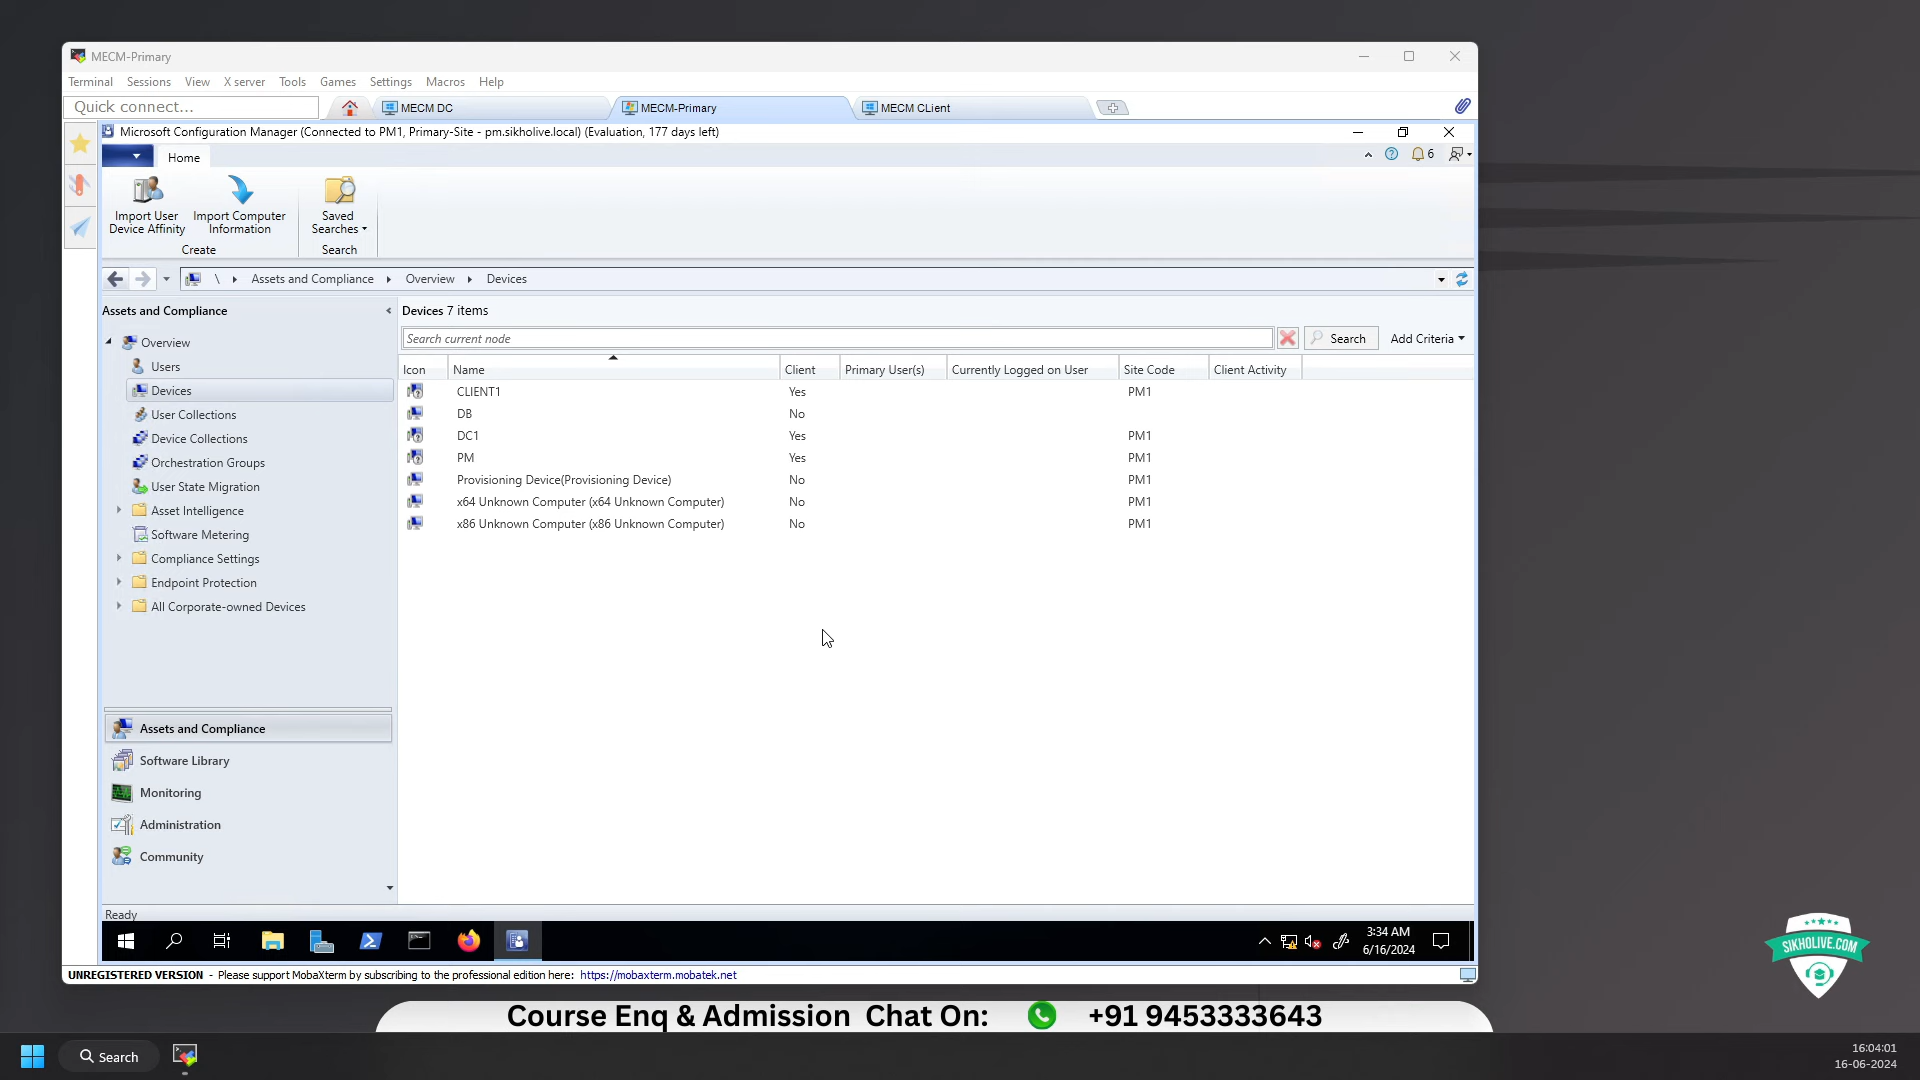 MECM-Primary
Terminal Sessions View X server Tools Games Settings Macros Help
Quick connect...
MECM DC
MECM-Primary
MECM CLient
Microsoft Configuration Manager (Connected to PM1, Primary-Site - pm.sikholive.local) (Evaluation, 177 days left)
Home
6
Import User Device Affinity
Import Computer Information
Saved Searches
Create
Search
\ Assets and Compliance Overview Devices
Assets and Compliance
Overview
Users
Devices
User Collections
Device Collections
Orchestration Groups
User State Migration
Asset Intelligence
Software Metering
Compliance Settings
Endpoint Protection
All Corporate-owned Devices
Assets and Compliance
Software Library
Monitoring
Administration
Community
Devices 7 items
Search current node
Search
Add Criteria
Icon Name Client Primary User(s) Currently Logged on User Site Code Client Activity
CLIENT1 Yes PM1
DB No
DC1 Yes PM1
PM Yes PM1
Provisioning Device(Provisioning Device) No PM1
x64 Unknown Computer (x64 Unknown Computer) No PM1
x86 Unknown Computer (x86 Unknown Computer) No PM1
Ready
3:34 AM
6/16/2024
UNREGISTERED VERSION - Please support MobaXterm by subscribing to the professional edition here: https://mobaxterm.mobatek.net
SIKHOLIVE.COM
Course Enq & Admission Chat On: +91 9453333643
Search
16:04:01
16-06-2024